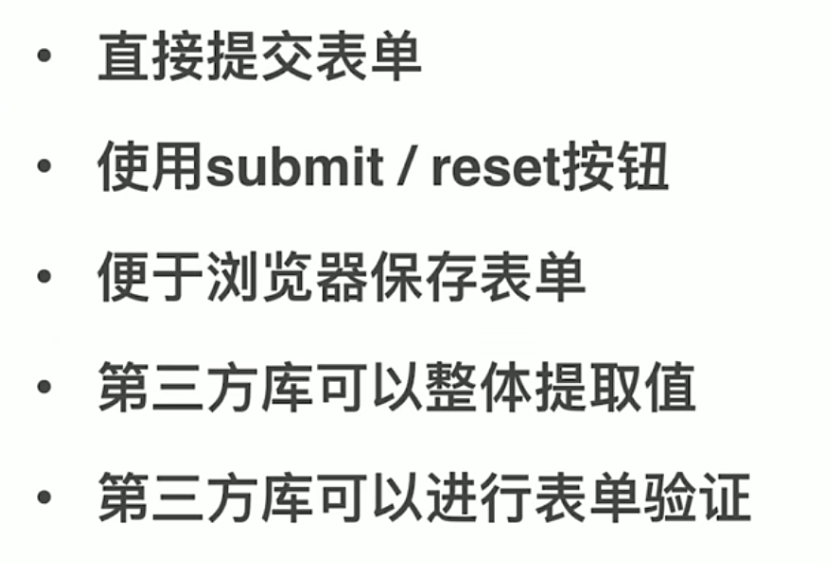 • 直接提交表单
• 使用submit / reset按钮
• 便于浏览器保存表单
• 第三方库可以整体提取值
• 第三方库可以进行表单验证